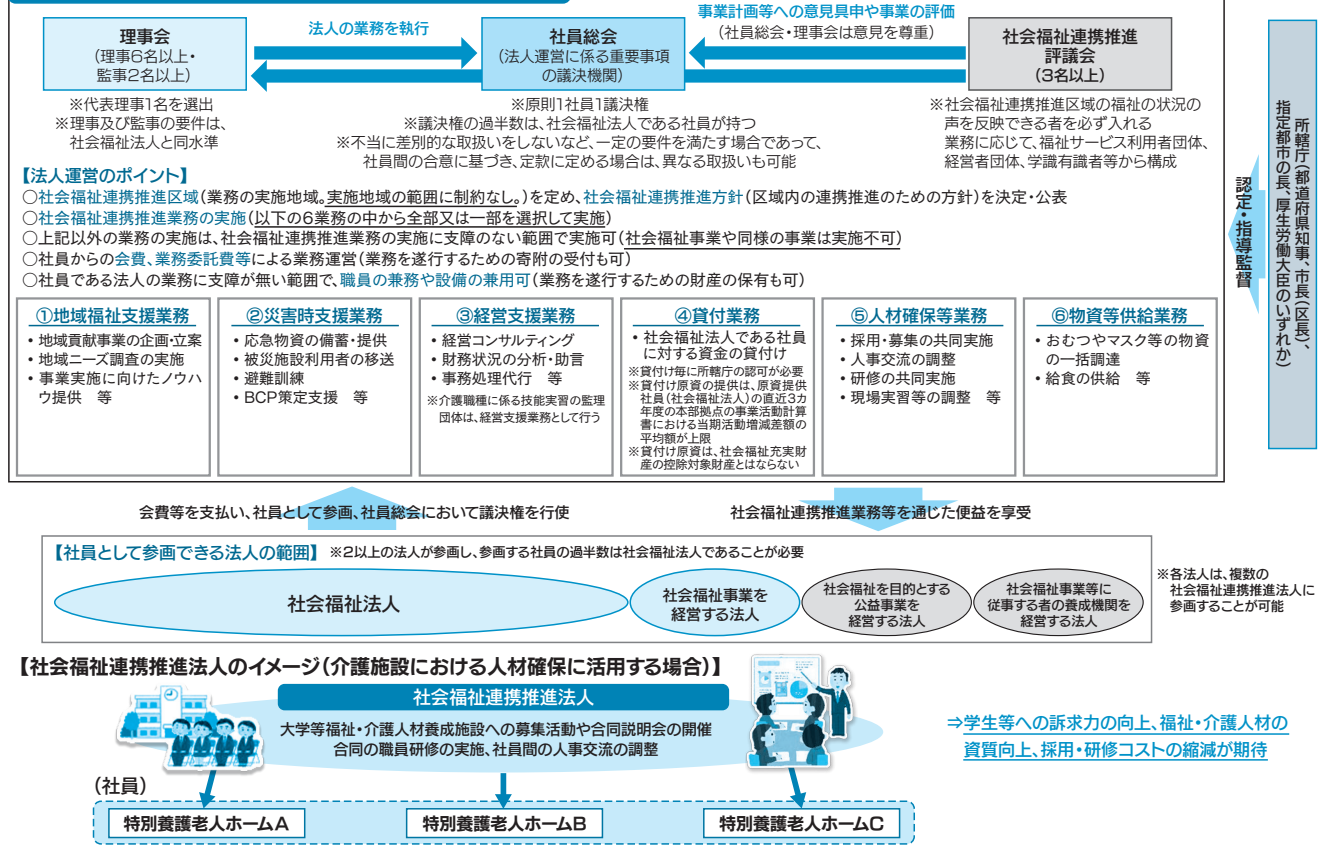 理事会
(理事6名以上・
監事2名以上)
法人の業務を執行
社員総会
(法人運営に係る重要事項
の議決機関)
事業計画等への意見具申や事業の評価
(社員総会・理事会は意見を尊重)
社会福祉連携推進
評議会
(3名以上)
※代表理事1名を選出
※理事及び監事の要件は、
社会福祉法人と同水準
※原則1社員1議決権
※議決権の過半数は、社会福祉法人である社員が持つ
※不当に差別的な取扱いをしないなど、一定の要件を満たす場合であって、
社員間の合意に基づき、定款に定める場合は、異なる取扱いも可能
※社会福祉連携推進区域の福祉の状況の
声を反映できる者を必ず入れる
業務に応じて、福祉サービス利用者団体、
経営者団体、学識有識者等から構成
認定・指導監督
所轄庁(都道府県知事、市長(区長)、
指定都市の長、厚生労働大臣のいずれか)
【法人運営のポイント】
○社会福祉連携推進区域(業務の実施地域。実施地域の範囲に制約なし。)を定め、社会福祉連携推進方針(区域内の連携推進のための方針)を決定・公表
○社会福祉連携推進業務の実施(以下の6業務の中から全部又は一部を選択して実施)
○上記以外の業務の実施は、社会福祉連携推進業務の実施に支障のない範囲で実施可(社会福祉事業や同様の事業は実施不可)
○社員からの会費、業務委託費等による業務運営(業務を遂行するための寄附の受付も可)
○社員である法人の業務に支障が無い範囲で、職員の兼務や設備の兼用可(業務を遂行するための財産の保有も可)
①地域福祉支援業務
・地域貢献事業の企画・立案
・地域ニーズ調査の実施
・事業実施に向けたノウハ
ウ提供 等
②災害時支援業務
・応急物資の備蓄・提供
・被災施設利用者の移送
・避難訓練
・BCP策定支援 等
③経営支援業務
・経営コンサルティング
・財務状況の分析・助言
・事務処理代行 等
※介護職種に係る技能実習の監理
団体は、経営支援業務として行う
④貸付業務
・社会福祉法人である社員
に対する資金の貸付け
※貸付け毎に所轄庁の認可が必要
※貸付け原資の提供は、原資提供
社員(社会福祉法人)の直近3カ
年度の本部拠点の事業活動計算
書における当期活動増減差額の
平均額が上限
※貸付け原資は、社会福祉充実財
産の控除対象財産とはならない
⑤人材確保等業務
・採用・募集の共同実施
・人事交流の調整
・研修の共同実施
・現場実習等の調整 等
⑥物資等供給業務
・おむつやマスク等の物資
の一括調達
・給食の供給 等
会費等を支払い、社員として参画、社員総会において議決権を行使
社会福祉連携推進業務等を通じた便益を享受
【社員として参画できる法人の範囲】 ※2以上の法人が参画し、参画する社員の過半数は社会福祉法人であることが必要
社会福祉法人
社会福祉事業を
経営する法人
社会福祉を目的とする
公益事業を
経営する法人
社会福祉事業等に
従事する者の養成機関を
経営する法人
※各法人は、複数の
社会福祉連携推進法人に
参画することが可能
【社会福祉連携推進法人のイメージ(介護施設における人材確保に活用する場合)】
社会福祉連携推進法人
大学等福祉・介護人材養成施設への募集活動や合同説明会の開催
合同の職員研修の実施、社員間の人事交流の調整
⇒学生等への訴求力の向上、福祉・介護人材の
資質向上、採用・研修コストの縮減が期待
(社員)
特別養護老人ホームA
特別養護老人ホームB
特別養護老人ホームC